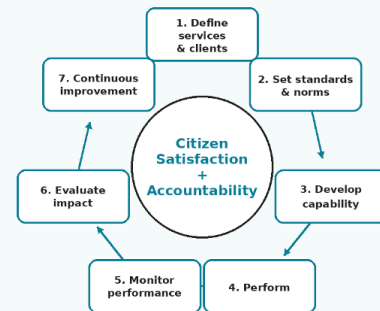 1. Define
services
& clients
2. Set standards
& norms
3. Develop
capability
4. Perform
5. Monitor
performance
6. Evaluate
impact
7. Continuous
improvement
Citizen
Satisfaction
+
Accountability